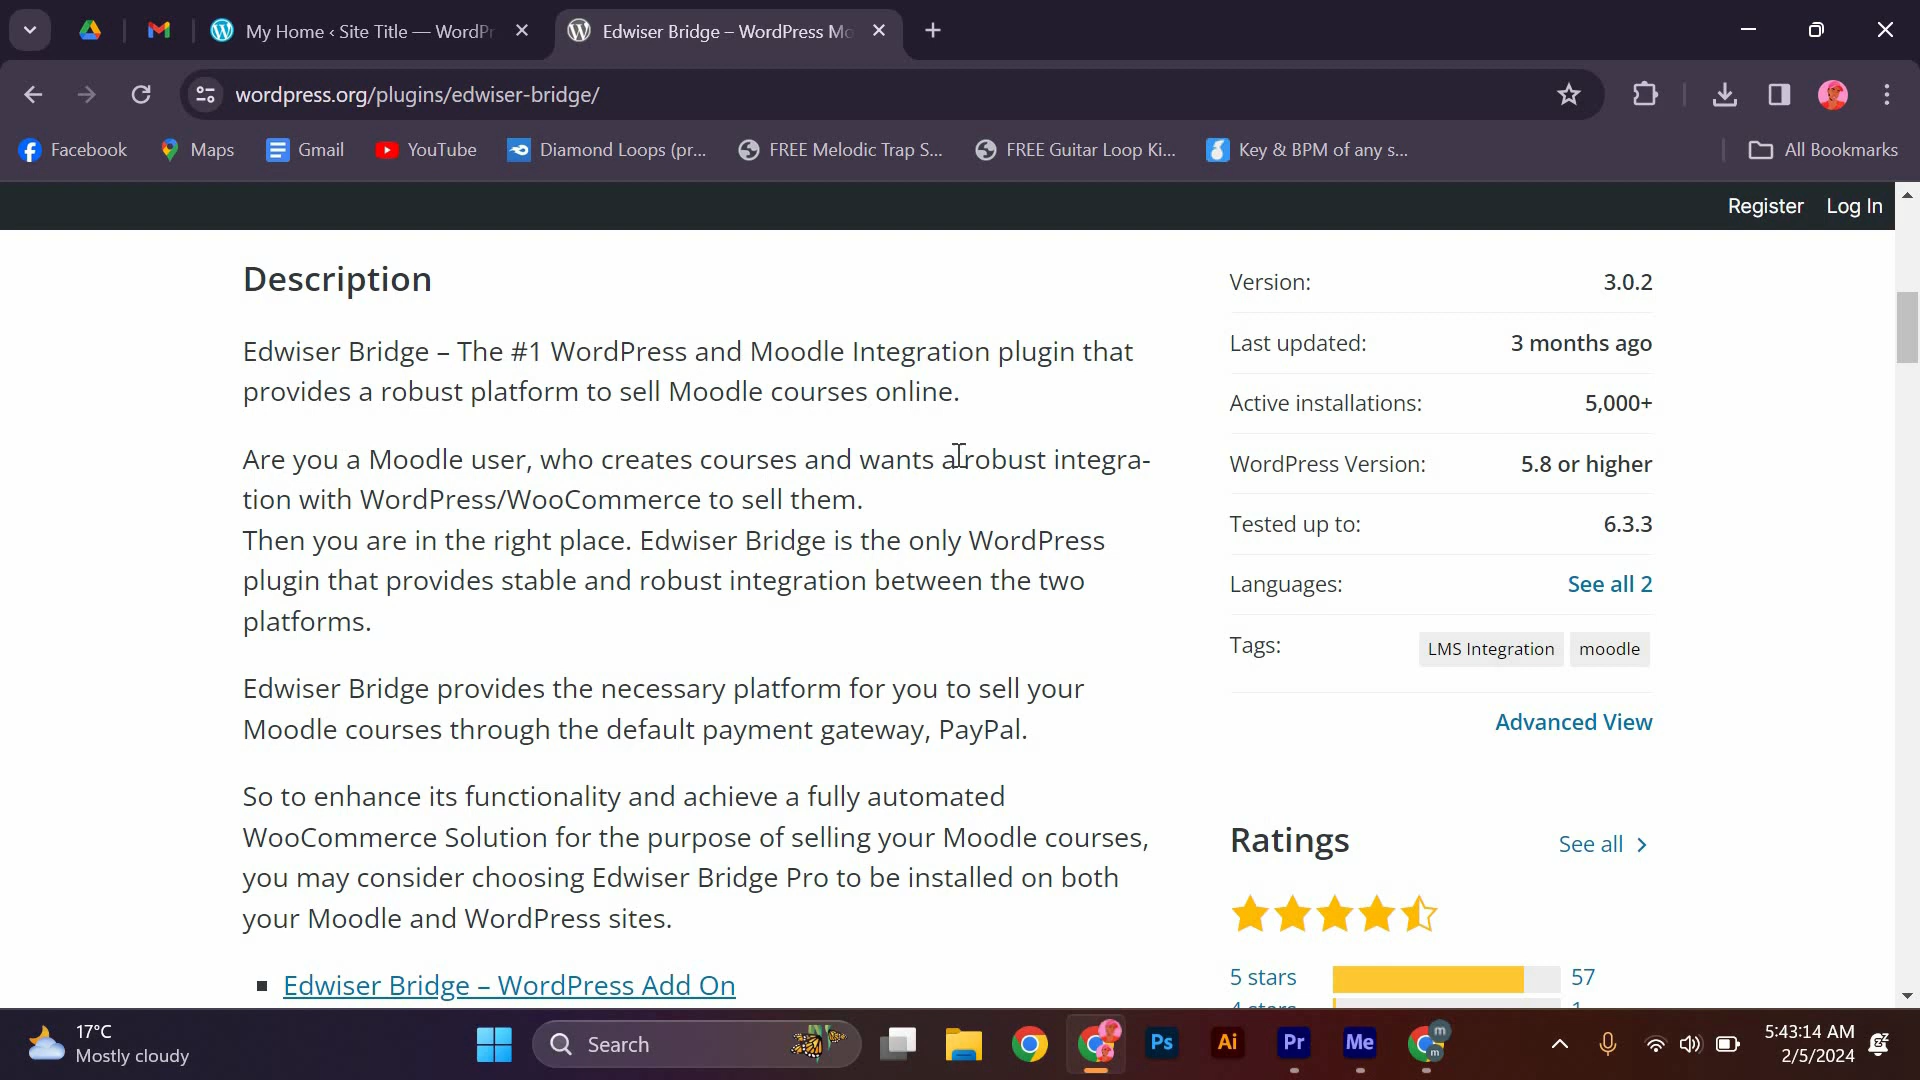 My Home ‹ Site Title — WordPr
Edwiser Bridge – WordPress Mo
wordpress.org/plugins/edwiser-bridge/
Facebook
Maps
Gmail
YouTube
Diamond Loops (pr...
FREE Melodic Trap S...
FREE Guitar Loop Ki...
Key & BPM of any s...
All Bookmarks
Register
Log In
Description
Edwiser Bridge – The #1 WordPress and Moodle Integration plugin that
provides a robust platform to sell Moodle courses online.
Are you a Moodle user, who creates courses and wants a robust integra-
tion with WordPress/WooCommerce to sell them.
Then you are in the right place. Edwiser Bridge is the only WordPress
plugin that provides stable and robust integration between the two
platforms.
Edwiser Bridge provides the necessary platform for you to sell your
Moodle courses through the default payment gateway, PayPal.
So to enhance its functionality and achieve a fully automated
WooCommerce Solution for the purpose of selling your Moodle courses,
you may consider choosing Edwiser Bridge Pro to be installed on both
your Moodle and WordPress sites.
Edwiser Bridge – WordPress Add On
Version: 3.0.2
Last updated: 3 months ago
Active installations: 5,000+
WordPress Version: 5.8 or higher
Tested up to: 6.3.3
Languages: See all 2
Tags: LMS Integration moodle
Advanced View
Ratings
See all
5 stars 57
4 stars 1
17°C
Mostly cloudy
Search
Ps
Ai
Pr
Me
m
m
5:43:14 AM
2/5/2024